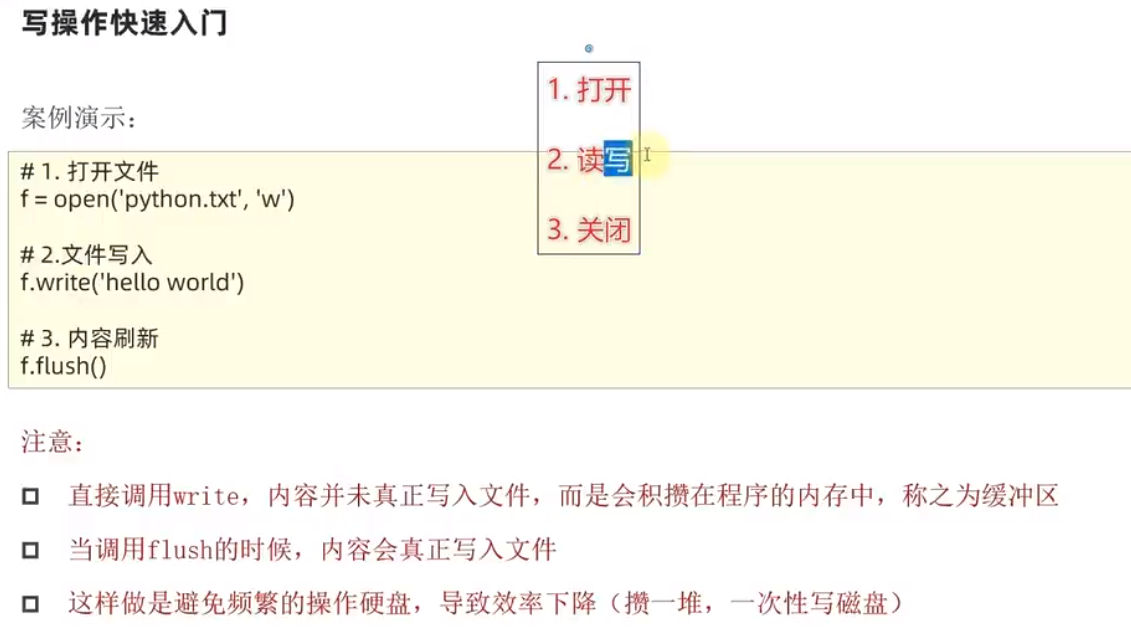 写操作快速入门
案例演示：
1. 打开
2. 读写
3. 关闭
# 1. 打开文件
f = open('python.txt', 'w')
# 2.文件写入
f.write('hello world')
# 3. 内容刷新
f.flush()
注意：
直接调用write，内容并未真正写入文件，而是会积攒在程序的内存中，称之为缓冲区
当调用flush的时候，内容会真正写入文件
这样做是避免频繁的操作硬盘，导致效率下降（攒一堆，一次性写磁盘）